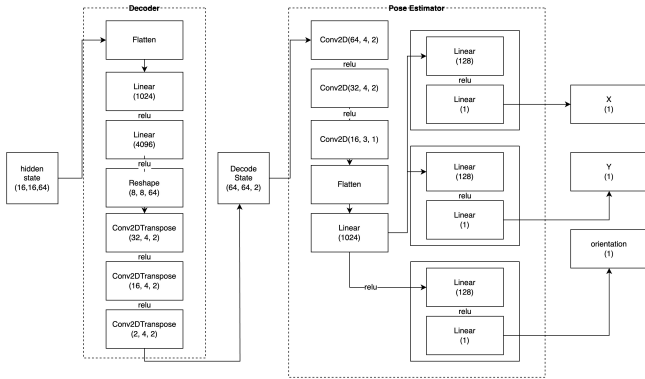 Decoder
Flatten
Linear
(1024)
relu
Linear
(4096)
relu
Reshape
(8, 8, 64)
Conv2DTranspose
(32, 4, 2)
relu
Conv2DTranspose
(16, 4, 2)
relu
Conv2DTranspose
(2, 4, 2)
hidden
state
(16,16,64)
Decode
State
(64, 64, 2)
Pose Estimator
Conv2D(64, 4, 2)
relu
Conv2D(32, 4, 2)
relu
Conv2D(16, 3, 1)
Flatten
Linear
(1024)
relu
Linear
(128)
relu
Linear
(1)
Linear
(128)
relu
Linear
(1)
Linear
(128)
relu
Linear
(1)
X
(1)
Y
(1)
orientation
(1)